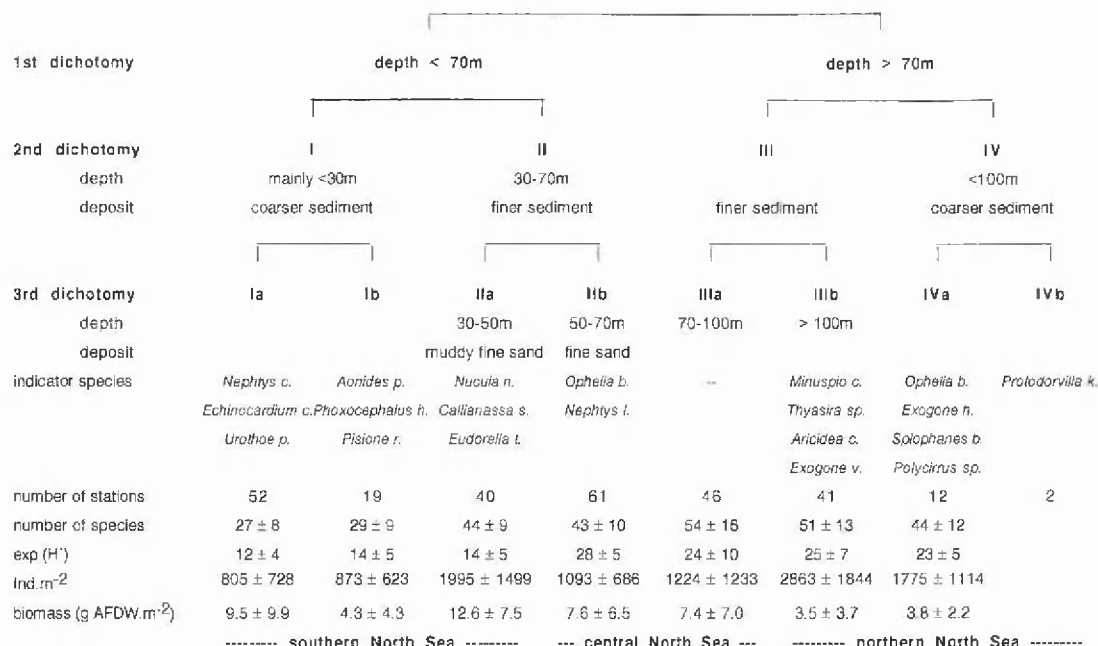 1st dichotomy depth < 70m depth > 70m
2nd dichotomy I II III IV
depth mainly <30m 30-70m <100m
deposit coarser sediment finer sediment finer sediment coarser sediment
3rd dichotomy Ia Ib IIa IIb IIIa IIIb IVa IVb
depth 30-50m 50-70m 70-100m > 100m
deposit muddy fine sand fine sand
indicator species Nephtys c. Aonides p. Nucula n. Ophelia b. -- Minuspio c. Ophelia b. Protodorvilla k.
Echinocardium c. Phoxocephalus h. Callianassa s. Nephtys l. Thyasira sp. Exogone h.
Urothoe p. Pisione r. Eudorella t. Aricidea c. Spiophanes b.
Exogone v. Polycirrus sp.
number of stations 52 19 40 61 46 41 12 2
number of species 27 ± 8 29 ± 9 44 ± 9 43 ± 10 54 ± 16 51 ± 13 44 ± 12
exp (H') 12 ± 4 14 ± 5 14 ± 5 28 ± 5 24 ± 10 25 ± 7 23 ± 5
Ind.m-2 805 ± 728 873 ± 623 1995 ± 1499 1093 ± 686 1224 ± 1233 2863 ± 1844 1775 ± 1114
biomass (g AFDW.m-2) 9.5 ± 9.9 4.3 ± 4.3 12.6 ± 7.5 7.6 ± 6.5 7.4 ± 7.0 3.5 ± 3.7 3.8 ± 2.2
--------- southern North Sea --------- --- central North Sea --- --------- northern North Sea ---------